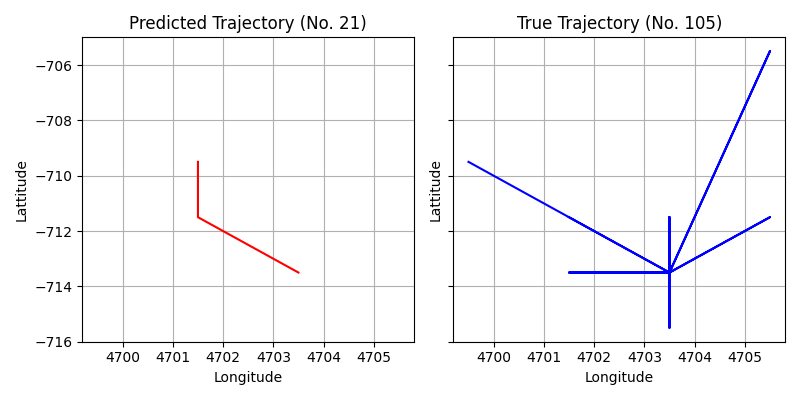 Predicted Trajectory (No. 21)
True Trajectory (No. 105)
Lattitude
−706
−708
−710
−712
−714
−716
4700 4701 4702 4703 4704 4705
Longitude
Lattitude
4700 4701 4702 4703 4704 4705
Longitude